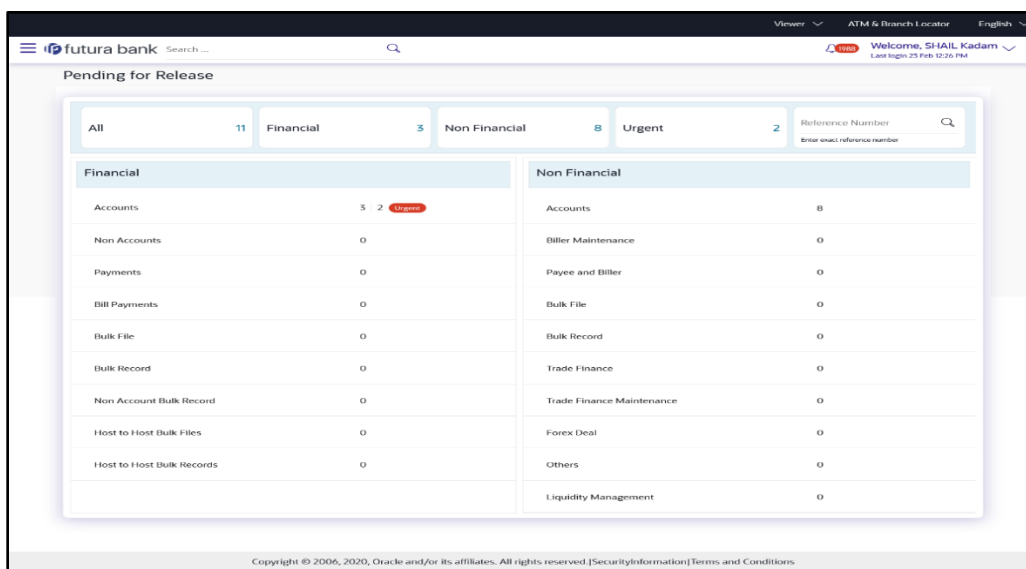 Viewer ATM & Branch Locator English
futura bank Search ... 1988 Welcome, SHAIL Kadam
Last login 25 Feb 12:26 PM
Pending for Release
All 11 Financial 3 Non Financial 8 Urgent 2 Reference Number
Enter exact reference number
Financial Non Financial
Accounts 3 2 Urgent Accounts 8
Non Accounts 0 Biller Maintenance 0
Payments 0 Payee and Biller 0
Bill Payments 0 Bulk File 0
Bulk File 0 Bulk Record 0
Bulk Record 0 Trade Finance 0
Non Account Bulk Record 0 Trade Finance Maintenance 0
Host to Host Bulk Files 0 Forex Deal 0
Host to Host Bulk Records 0 Others 0
Liquidity Management 0
Copyright © 2006, 2020, Oracle and/or its affiliates. All rights reserved.|SecurityInformation|Terms and Conditions